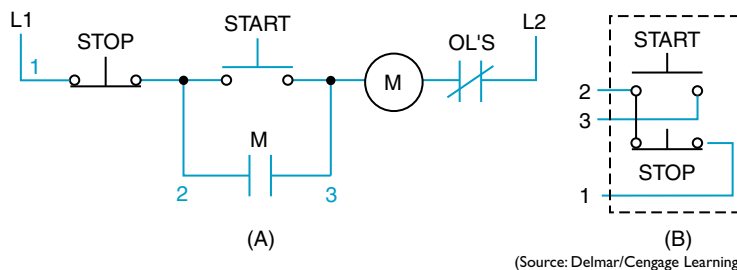 L1
STOP
START
OL'S
L2
1
M
M
2
3
(A)
START
2
3
STOP
1
(B)
(Source: Delmar/Cengage Learning